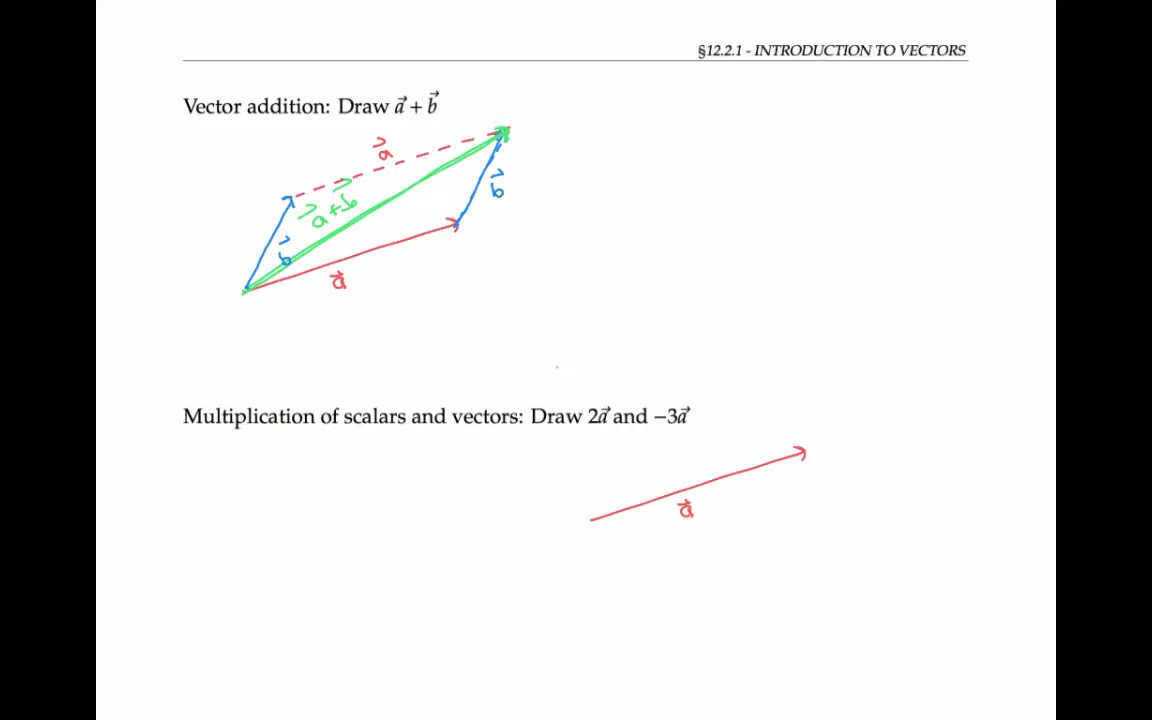 §12.2.1 - INTRODUCTION TO VECTORS
Vector addition: Draw a⃗ + b⃗
a⃗
a⃗ + b⃗
b⃗
b⃗
a⃗
Multiplication of scalars and vectors: Draw 2a⃗ and −3a⃗
a⃗